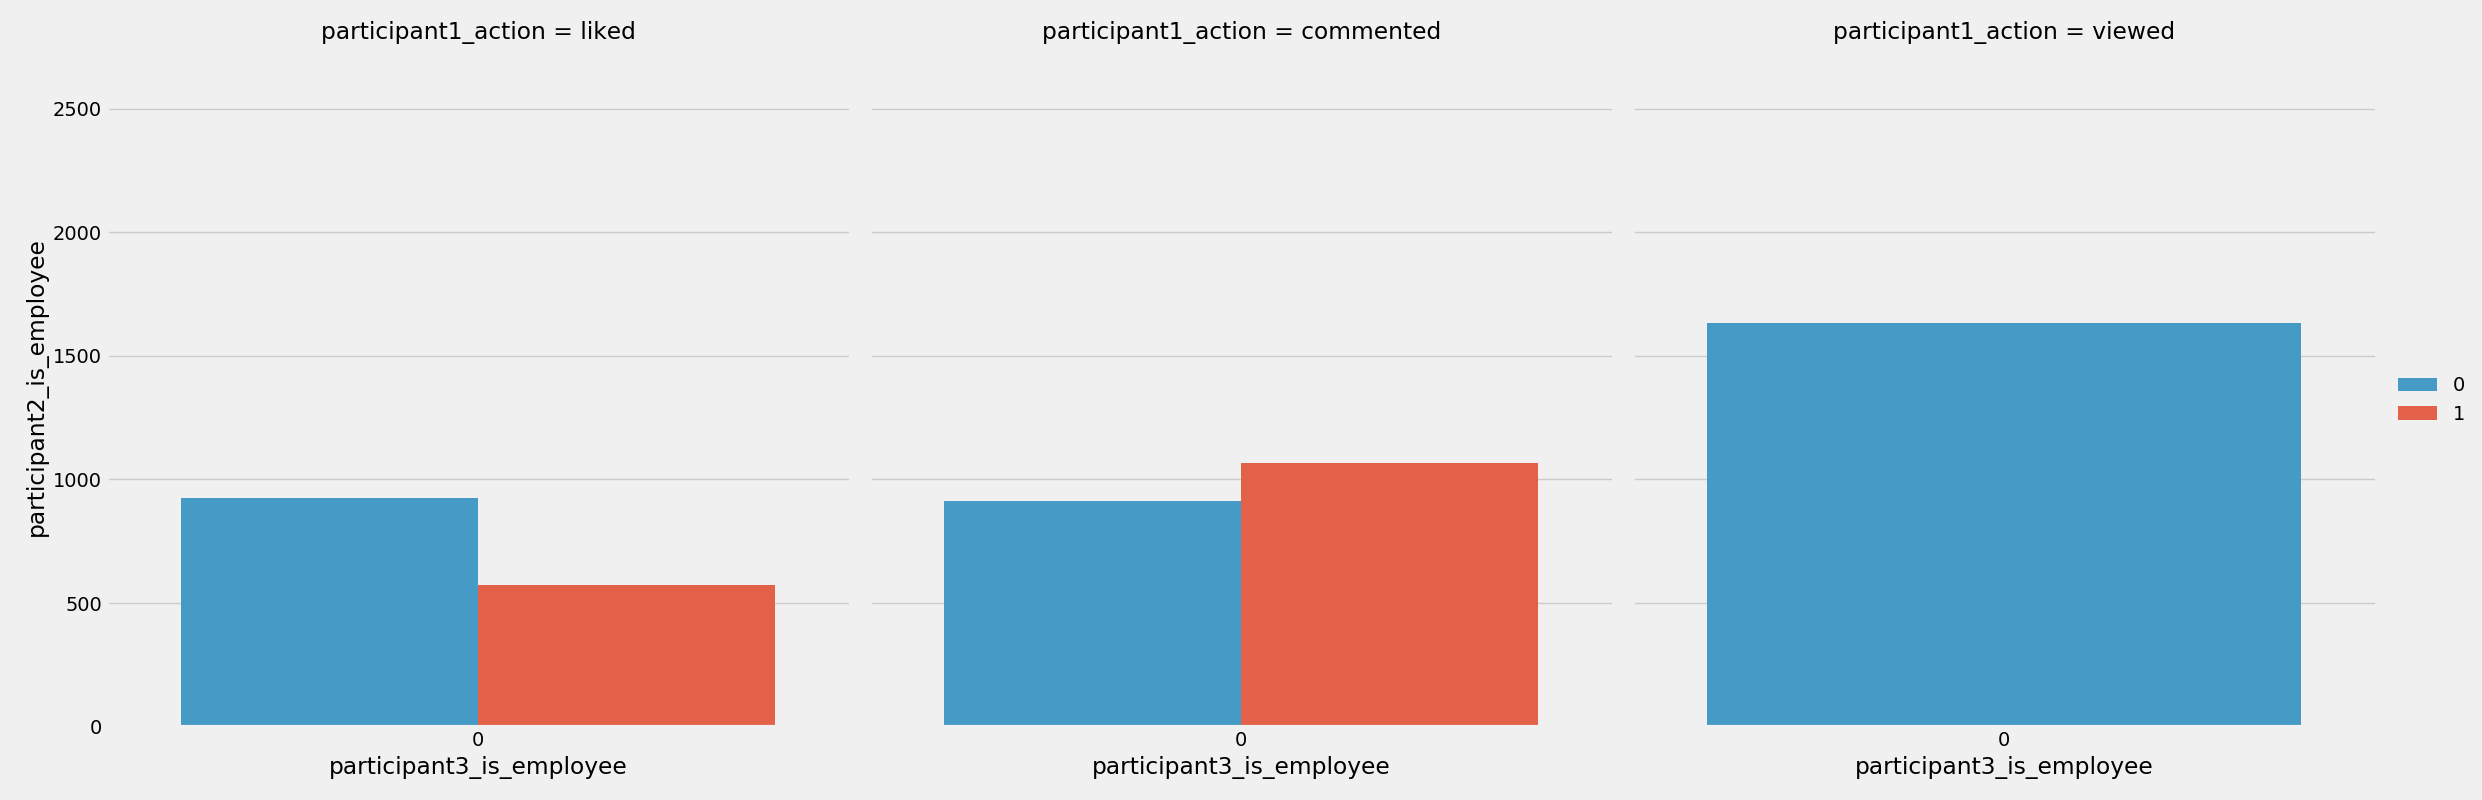 participant1_action = liked
participant1_action = commented
participant1_action = viewed
participant2_is_employee
2500
2000
1500
1000
500
0
0
0
0
participant3_is_employee
participant3_is_employee
participant3_is_employee
0
1